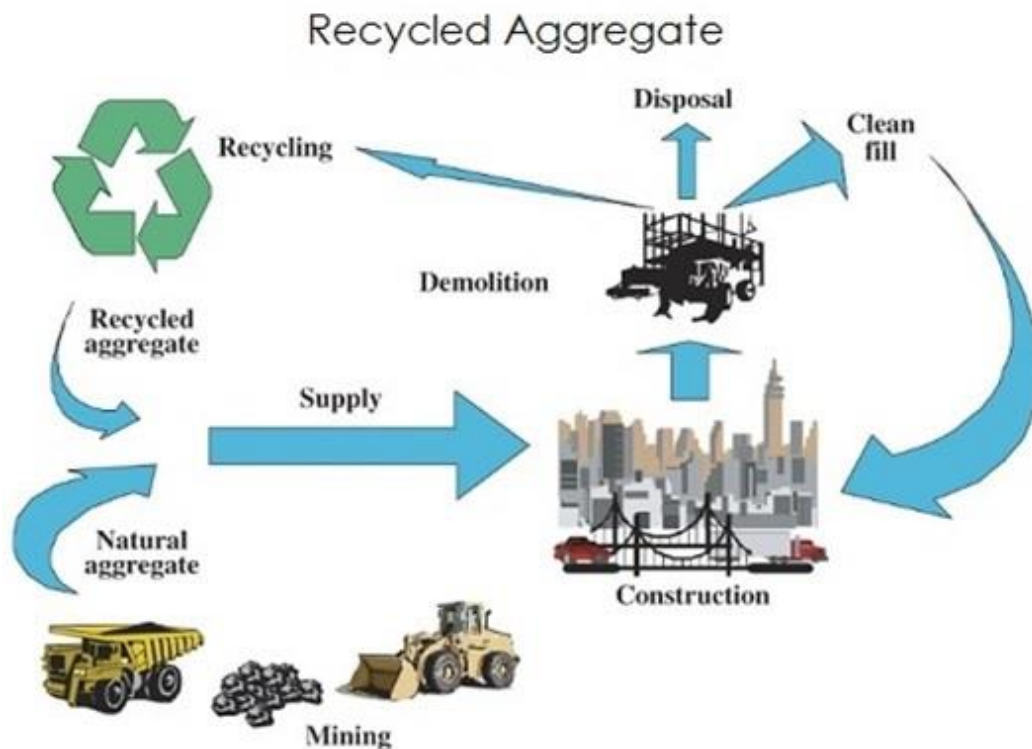 Recycled Aggregate
Disposal
Clean
fill
Recycling
Demolition
Recycled
aggregate
Supply
Natural
aggregate
Construction
Mining